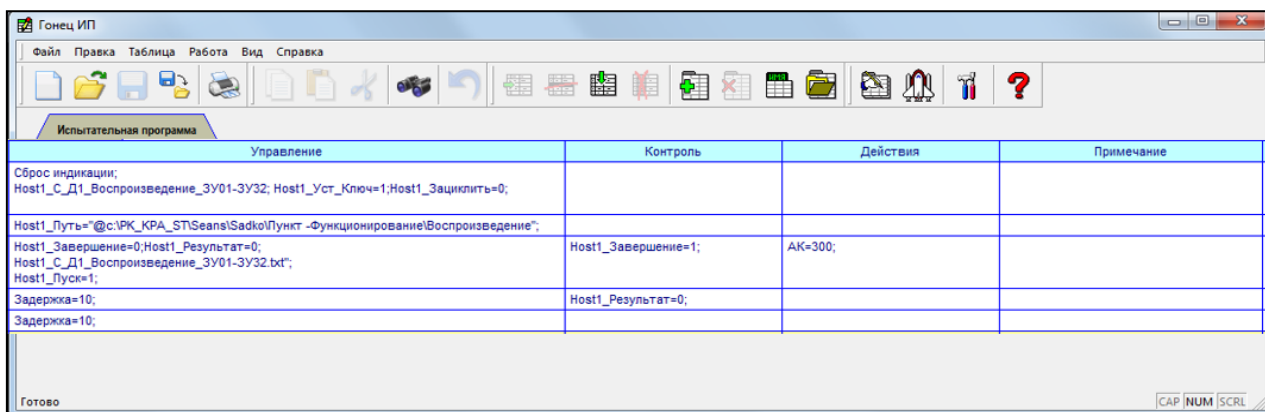 Гонец ИП
Файл Правка Таблица Работа Вид Справка
ИМЯ
Испытательная программа
Управление Контроль Действия Примечание
Сброс индикации;
Host1_С_Д1_Воспроизведение_ЗУ01-ЗУ32; Host1_Уст_Ключ=1;Host1_Зациклить=0;
Host1_Путь="@c:\PK_KPA_ST\Seans\Sadko\Пункт -Функционирование\Воспроизведение";
Host1_Завершение=0;Host1_Результат=0; Host1_Завершение=1; АК=300;
Host1_С_Д1_Воспроизведение_ЗУ01-ЗУ32.txt";
Host1_Пуск=1;
Задержка=10; Host1_Результат=0;
Задержка=10;
Готово CAP NUM SCRL